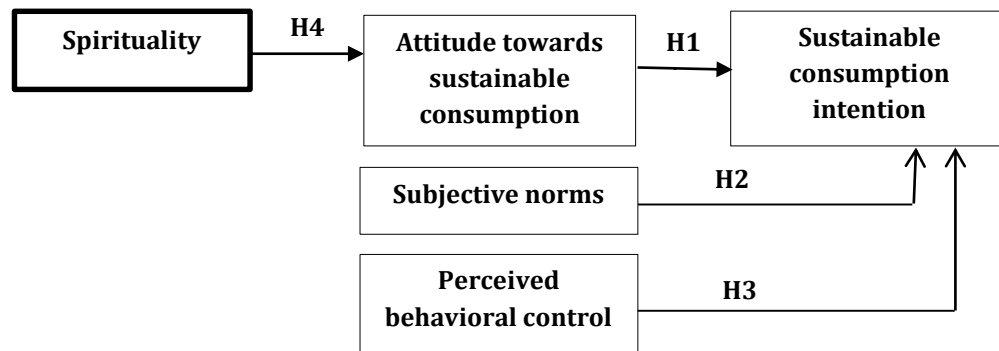 Spirituality
H4
Attitude towards
sustainable
consumption
H1
Sustainable
consumption
intention
Subjective norms
H2
Perceived
behavioral control
H3